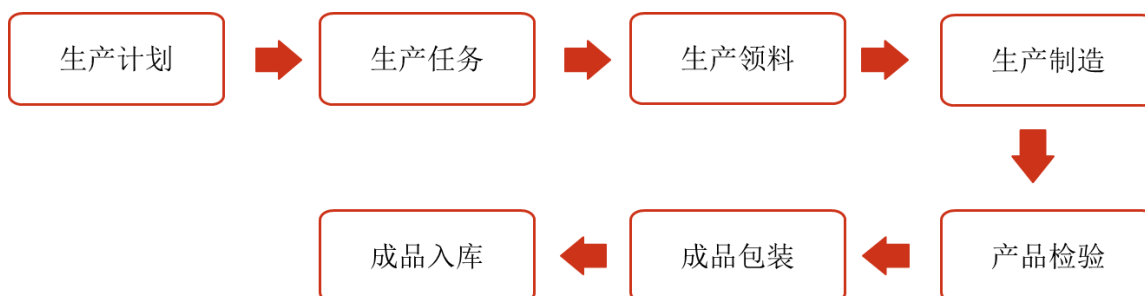 生产计划
生产任务
生产领料
生产制造
产品检验
成品包装
成品入库